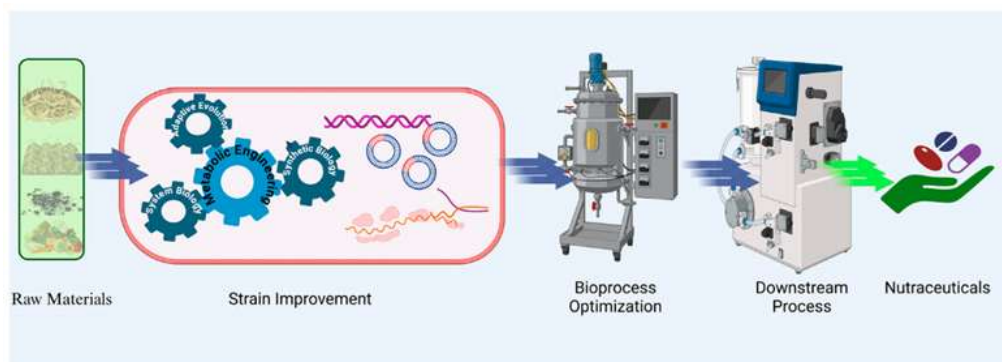 Adaptive Evolution
Metabolic Engineering
Synthetic Biology
System Biology
Raw Materials
Strain Improvement
Bioprocess
Optimization
Downstream
Process
Nutraceuticals